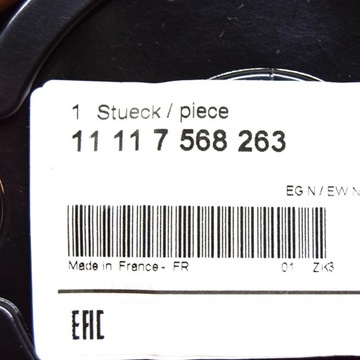 1 Stueck / piece
11 11 7 568 263
EG N / EW N
Made in France - FR 01 ZK3
EAC